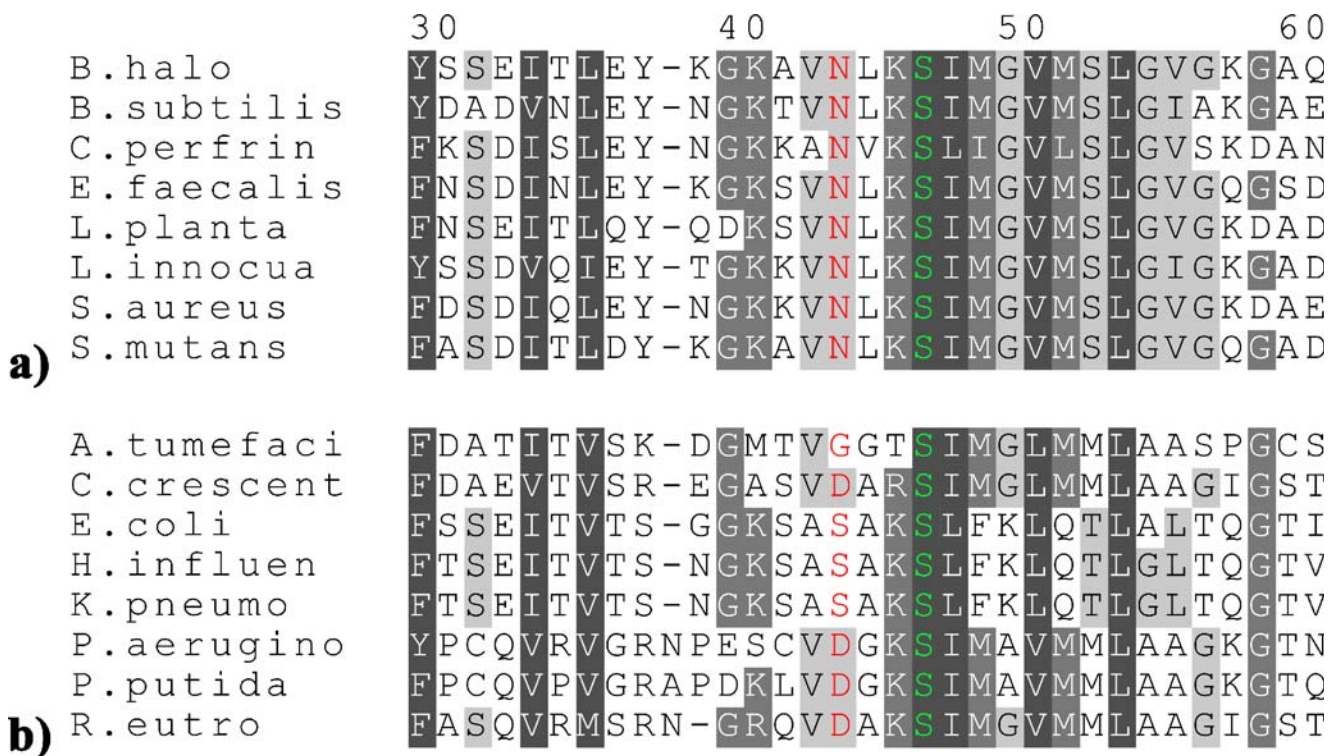 30 40 50 60
B.halo YSSEITLEY-KGKAVNLKSIMGVMSLGVGKGAQ
B.subtilis YDADVNLEY-NGKTVNLKSIMGVMSLGIAKGAE
C.perfrin FKSDISLEY-NGKKANVKSLIGVLSLGVSKDAN
E.faecalis FNSDINLEY-KGKSVNLKSIMGVMSLGVGQGSD
L.planta FNSEITLQY-QDKSVNLKSIMGVMSLGVGKDAD
L.innocua YSSDVQIEY-TGKKVNLKSIMGVMSLGIGKGAD
S.aureus FDSDIQLEY-NGKKVNLKSIMGVMSLGVGKDAE
a) S.mutans FASDITLDY-KGKAVNLKSIMGVMSLGVGQGAD
A.tumefaci FDATITVSK-DGMTVGGTSIMGLMMLAASPGCS
C.crescent FDAEVTVSR-EGASVDARSIMGLMMLAAGIGST
E.coli FSSEITVTS-GGKSASAKSLFKLQTLALTQGTI
H.influen FTSEITVTS-NGKSASAKSLFKLQTLGLTQGTV
K.pneumo FTSEITVTS-NGKSASAKSLFKLQTLGLTQGTV
P.aerugino YPCQVRVGRNPESCVDGKSIMAVMMLAAGKGTN
P.putida FPCQVPVGRAPDKLVDGKSIMAVMMLAAGKGTQ
b) R.eutro FASQVRMSRN-GRQVDAKSIMGVMMLAAGIGST